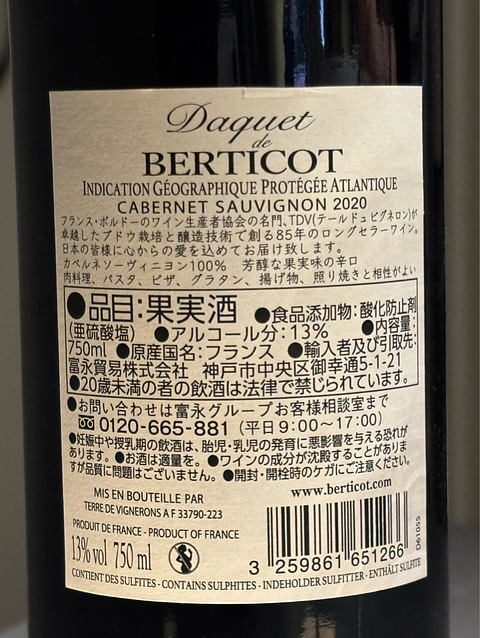 Daquet
de
BERTICOT
INDICATION GÉOGRAPHIQUE PROTÉGÉE ATLANTIQUE
CABERNET SAUVIGNON 2020
フランス・ボルドーのワイン生産者協会の名門、TDV(テールドュビグネロン)が
卓越したブドウ栽培と醸造技術で創る85年のロングセラーワイン。
日本の皆様に心からの愛を込めてお届け致します。
カベルネソーヴィニヨン100% 芳醇な果実味の辛口
肉料理、パスタ、ピザ、グラタン、揚げ物、照り焼きと相性がよい
●品目:果実酒 ●食品添加物:酸化防止剤
(亜硫酸塩) ●アルコール分:13% ●内容量:
750ml ●原産国名:フランス ●輸入者及び引取先:
富永貿易株式会社 神戸市中央区御幸通5-1-21
●20歳未満の者の飲酒は法律で禁じられています。
●お問い合わせは富永グループお客様相談室まで
0120-665-881 (平日9:00〜17:00)
●妊娠中や授乳期の飲酒は、胎児・乳児の発育に悪影響を与える恐れが
あります。●お酒は適量を。●ワインの成分が沈殿することがありま
すが品質に問題はございません。●開封・開栓時のケガにご注意ください。
www.berticot.com
MIS EN BOUTEILLE PAR
TERRE DE VIGNERONS A F 33790-223
PRODUIT DE FRANCE - PRODUCT OF FRANCE
13% vol 750 ml
3 259861 651266
D61055
CONTIENT DES SULFITES - CONTAINS SULPHITES - INDEHOLDER SULFITTER - ENTHÄLT SULFITE